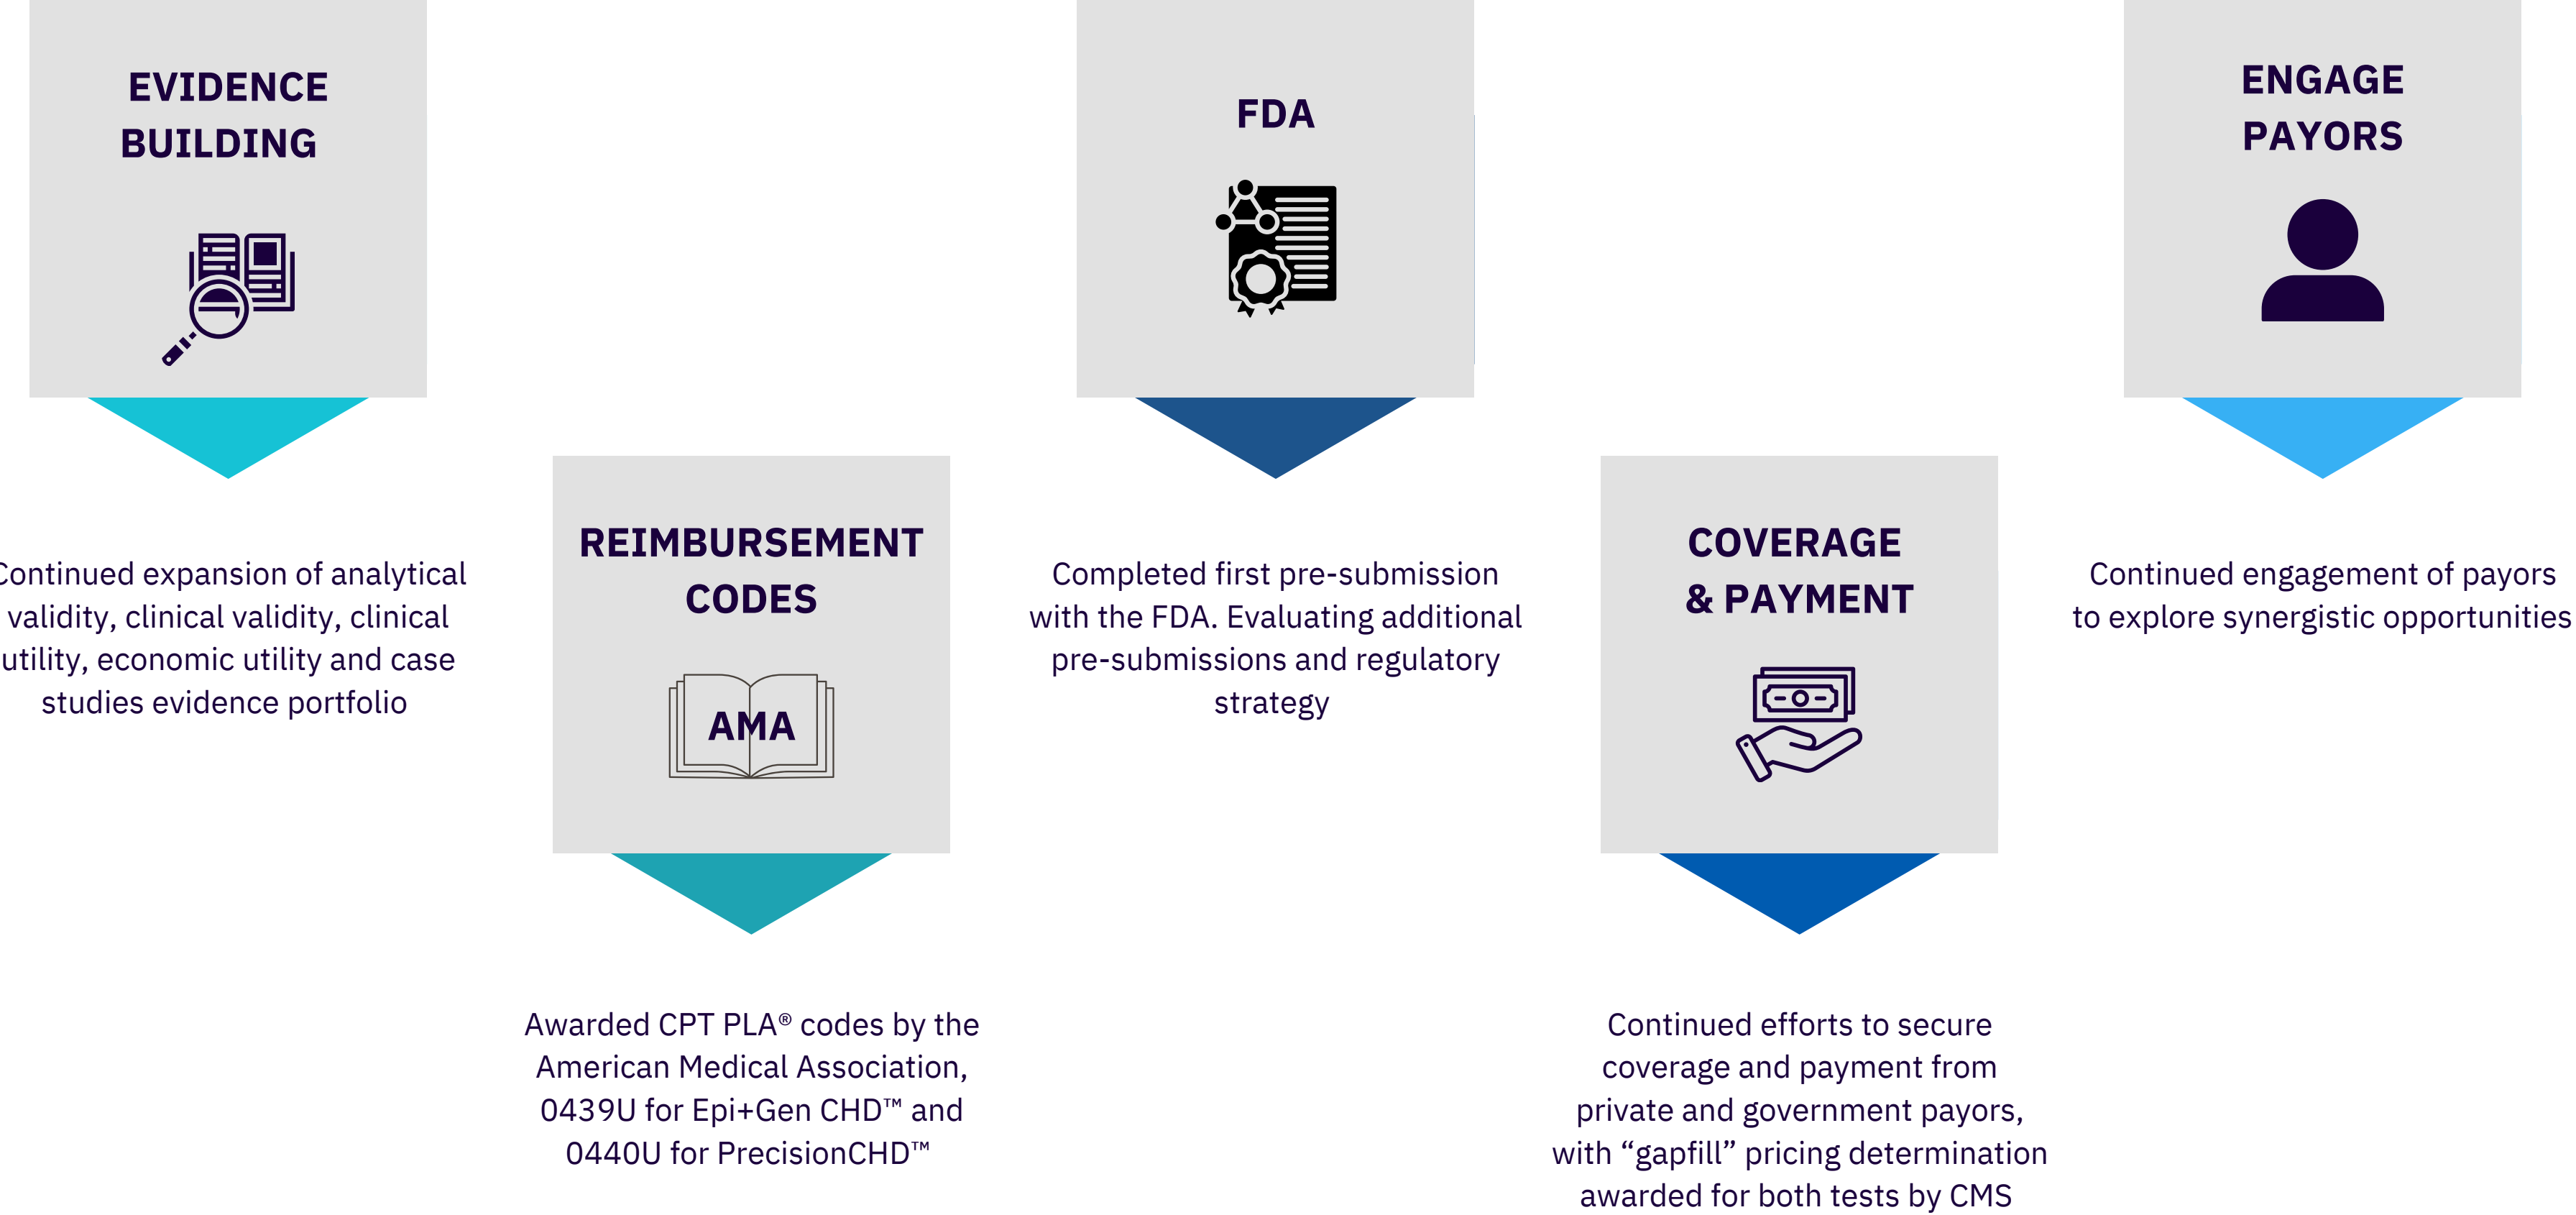 EVIDENCE
BUILDING
Continued expansion of analytical
validity, clinical validity, clinical
utility, economic utility and case
studies evidence portfolio
REIMBURSEMENT
CODES
AMA
Awarded CPT PLA® codes by the
American Medical Association,
0439U for Epi+Gen CHD™ and
0440U for PrecisionCHD™
FDA
Completed first pre-submission
with the FDA. Evaluating additional
pre-submissions and regulatory
strategy
COVERAGE
& PAYMENT
Continued efforts to secure
coverage and payment from
private and government payors,
with “gapfill” pricing determination
awarded for both tests by CMS
ENGAGE
PAYORS
Continued engagement of payors
to explore synergistic opportunities